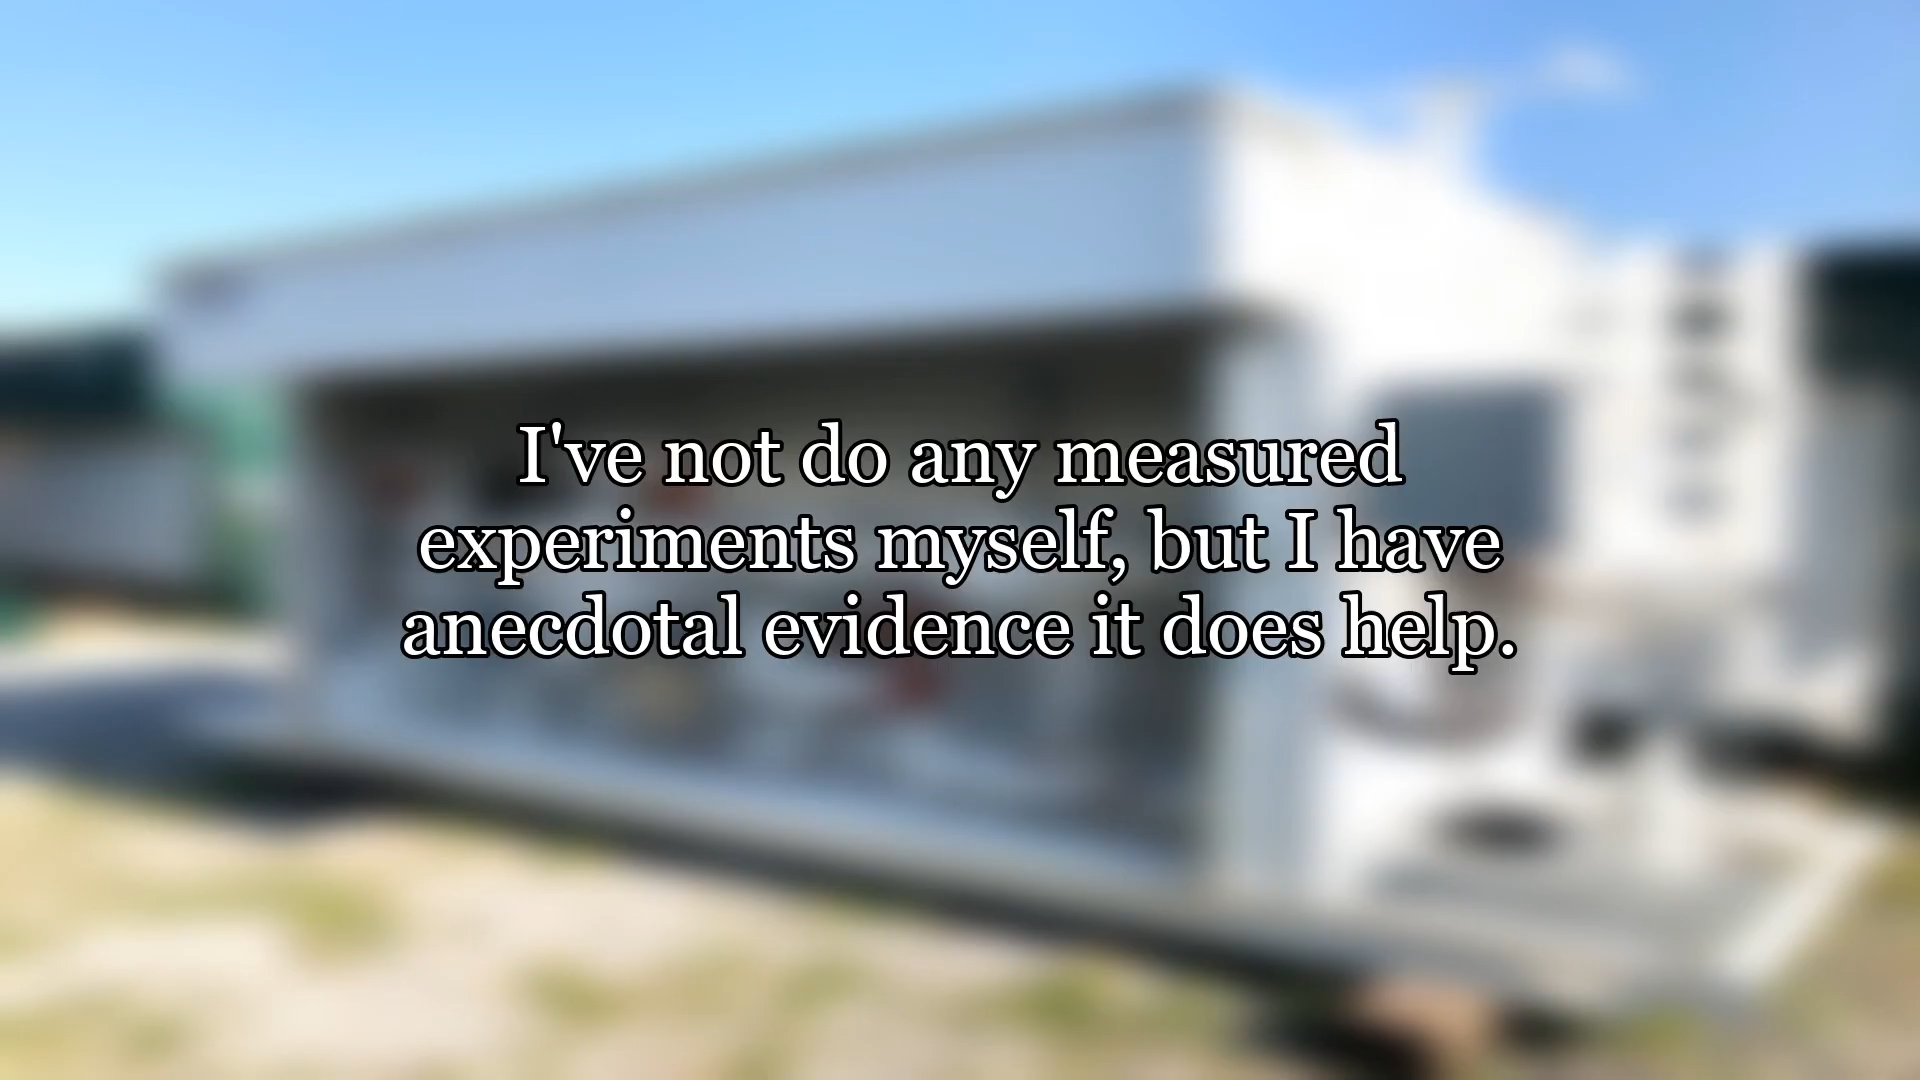 I've not do any measured
experiments myself, but I have
anecdotal evidence it does help.